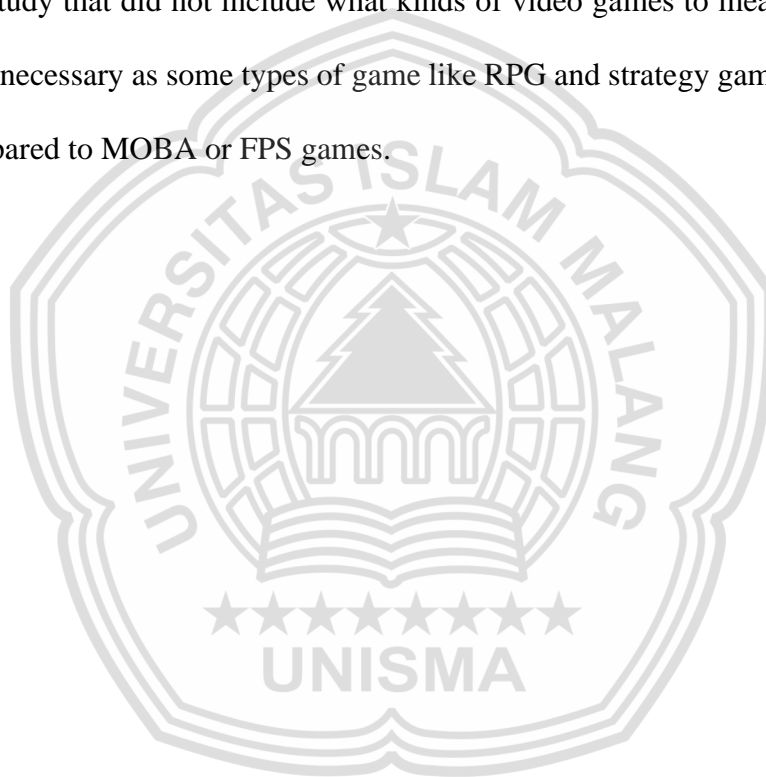 tudy that did not include what kinds of video games to mea
necessary as some types of game like RPG and strategy gam
pared to MOBA or FPS games.
UNIVERSITAS ISLAM MALANG
UNISMA